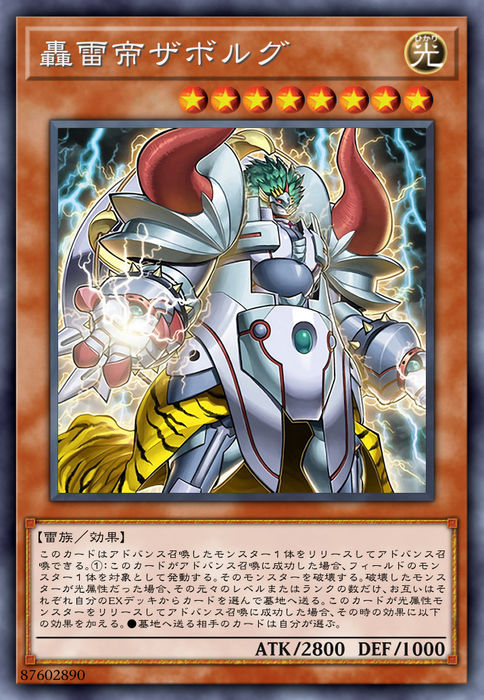 轟雷帝ザボルグ
ひかり
光
【雷族／効果】
このカードはアドバンス召喚したモンスター１体をリリースしてアドバンス召
喚できる。①：このカードがアドバンス召喚に成功した場合、フィールドのモン
スター１体を対象として発動する。そのモンスターを破壊する。破壊したモンスタ
ーが光属性だった場合、その元々のレベルまたはランクの数だけ、お互いはそ
れぞれ自分のEXデッキからカードを選んで墓地へ送る。このカードが光属性モ
ンスターをリリースしてアドバンス召喚に成功した場合、その時の効果に以下
の効果を加える。●墓地へ送る相手のカードは自分が選ぶ。
ATK/2800 DEF/1000
87602890